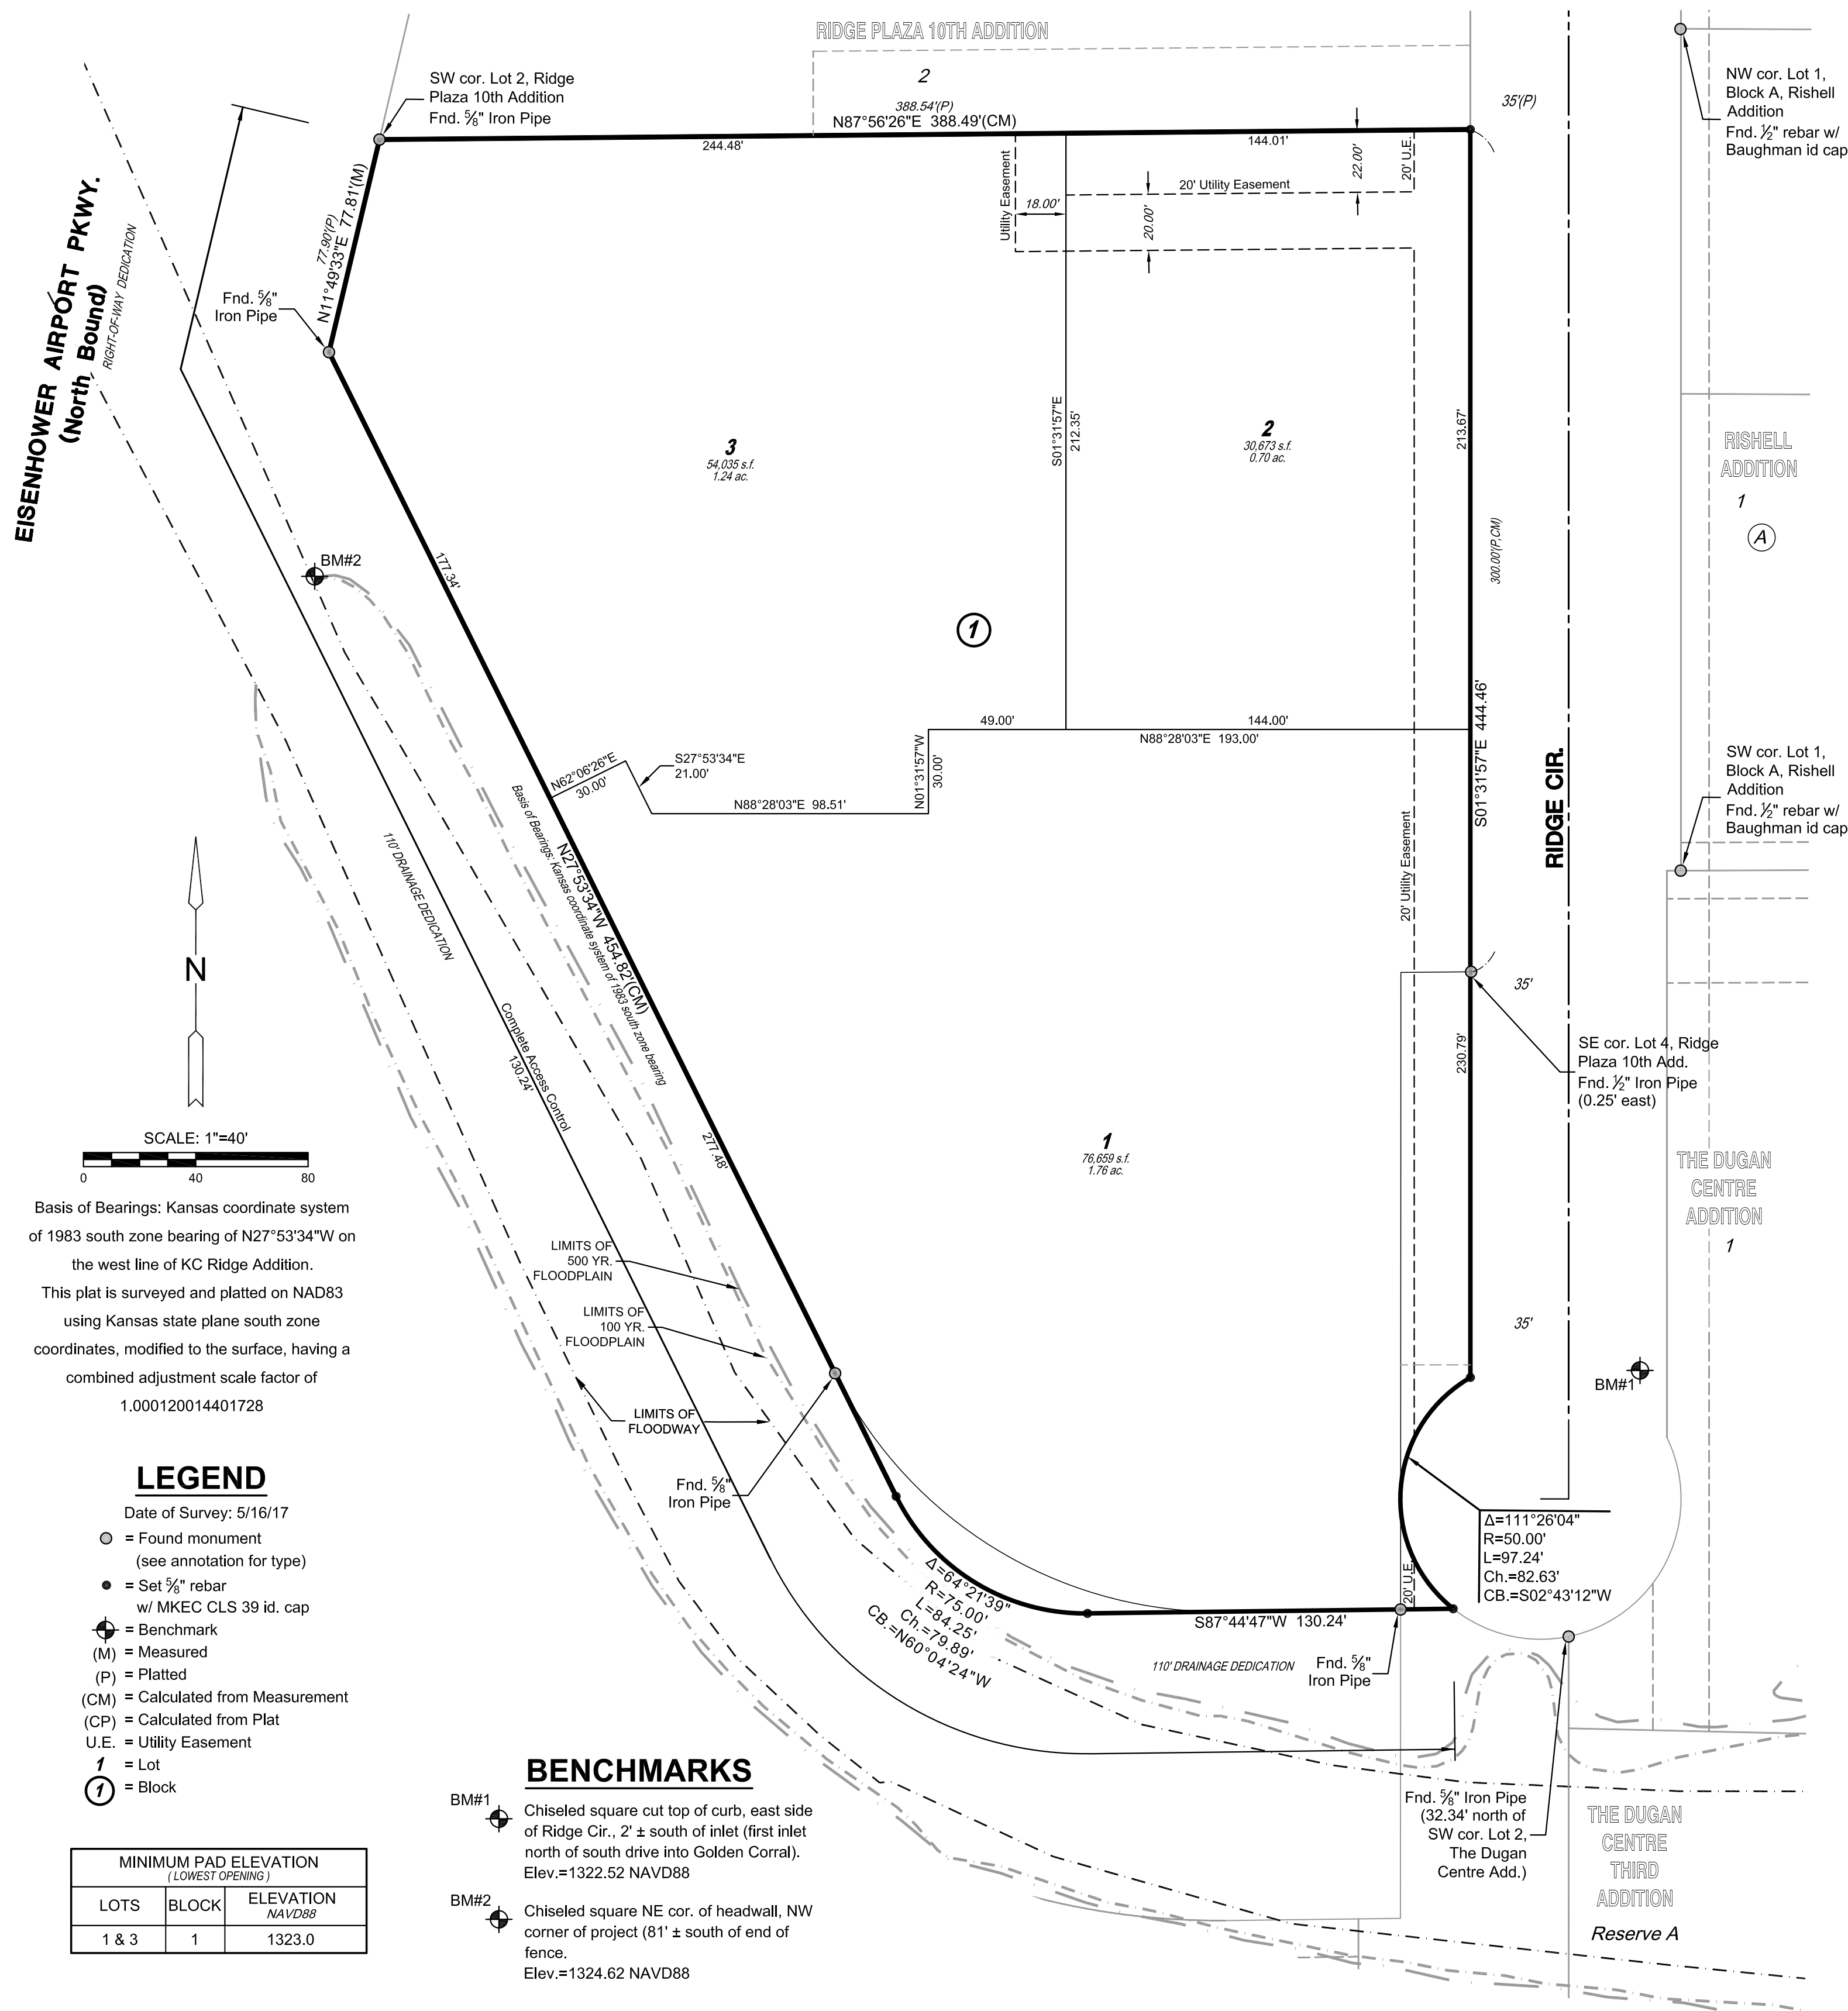 RIDGE PLAZA 10TH ADDITION
2
388.54'(P)
N87°56'26"E 388.49'(CM)
244.48'
144.01'
SW cor. Lot 2, Ridge
Plaza 10th Addition
Fnd. ⅝" Iron Pipe
35'(P)
NW cor. Lot 1,
Block A, Rishell
Addition
Fnd. ½" rebar w/
Baughman id cap
EISENHOWER AIRPORT PKWY.
(North Bound)
RIGHT-OF-WAY DEDICATION
77.90'(P)
N11°49'33"E 77.81'(M)
Fnd. ⅝"
Iron Pipe
Utility Easement
18.00'
20' Utility Easement
20.00'
22.00'
20' U.E.
S01°31'57"E
212.35'
3
54,035 s.f.
1.24 ac.
2
30,673 s.f.
0.70 ac.
213.67'
300.00'(P,CM)
RISHELL
ADDITION
1
A
BM#2
177.34'
1
49.00'
144.00'
N88°28'03"E 193.00'
S01°31'57"E 444.46'
RIDGE CIR.
SW cor. Lot 1,
Block A, Rishell
Addition
Fnd. ½" rebar w/
Baughman id cap
N62°06'26"E
30.00'
S27°53'34"E
21.00'
N88°28'03"E 98.51'
N01°31'57"W
30.00'
Basis of Bearings: Kansas coordinate system of 1983 south zone bearing
N27°53'34"W 454.82'(CM)
110' DRAINAGE DEDICATION
Complete Access Control
130.24'
20' Utility Easement
35'
SE cor. Lot 4, Ridge
Plaza 10th Add.
Fnd. ½" Iron Pipe
(0.25' east)
230.79'
277.48'
1
76,659 s.f.
1.76 ac.
THE DUGAN
CENTRE
ADDITION
1
N
SCALE: 1"=40'
0 40 80
Basis of Bearings: Kansas coordinate system
of 1983 south zone bearing of N27°53'34"W on
the west line of KC Ridge Addition.
This plat is surveyed and platted on NAD83
using Kansas state plane south zone
coordinates, modified to the surface, having a
combined adjustment scale factor of
1.000120014401728
LIMITS OF
500 YR.
FLOODPLAIN
LIMITS OF
100 YR.
FLOODPLAIN
LIMITS OF
FLOODWAY
35'
BM#1
Fnd. ⅝"
Iron Pipe
Δ=111°26'04"
R=50.00'
L=97.24'
Ch.=82.63'
CB.=S02°43'12"W
Δ=64°21'39"
R=75.00'
L=84.25'
Ch.=79.89'
CB.=N60°04'24"W
20' U.E.
S87°44'47"W 130.24'
110' DRAINAGE DEDICATION
Fnd. ⅝"
Iron Pipe
Fnd. ⅝" Iron Pipe
(32.34' north of
SW cor. Lot 2,
The Dugan
Centre Add.)
THE DUGAN
CENTRE
THIRD
ADDITION
Reserve A
LEGEND
Date of Survey: 5/16/17
= Found monument
(see annotation for type)
= Set ⅝" rebar
w/ MKEC CLS 39 id. cap
= Benchmark
(M) = Measured
(P) = Platted
(CM) = Calculated from Measurement
(CP) = Calculated from Plat
U.E. = Utility Easement
1 = Lot
1 = Block
MINIMUM PAD ELEVATION
( LOWEST OPENING )
LOTS BLOCK ELEVATION
NAVD88
1 & 3 1 1323.0
BENCHMARKS
BM#1
Chiseled square cut top of curb, east side
of Ridge Cir., 2' ± south of inlet (first inlet
north of south drive into Golden Corral).
Elev.=1322.52 NAVD88
BM#2
Chiseled square NE cor. of headwall, NW
corner of project (81' ± south of end of
fence.
Elev.=1324.62 NAVD88